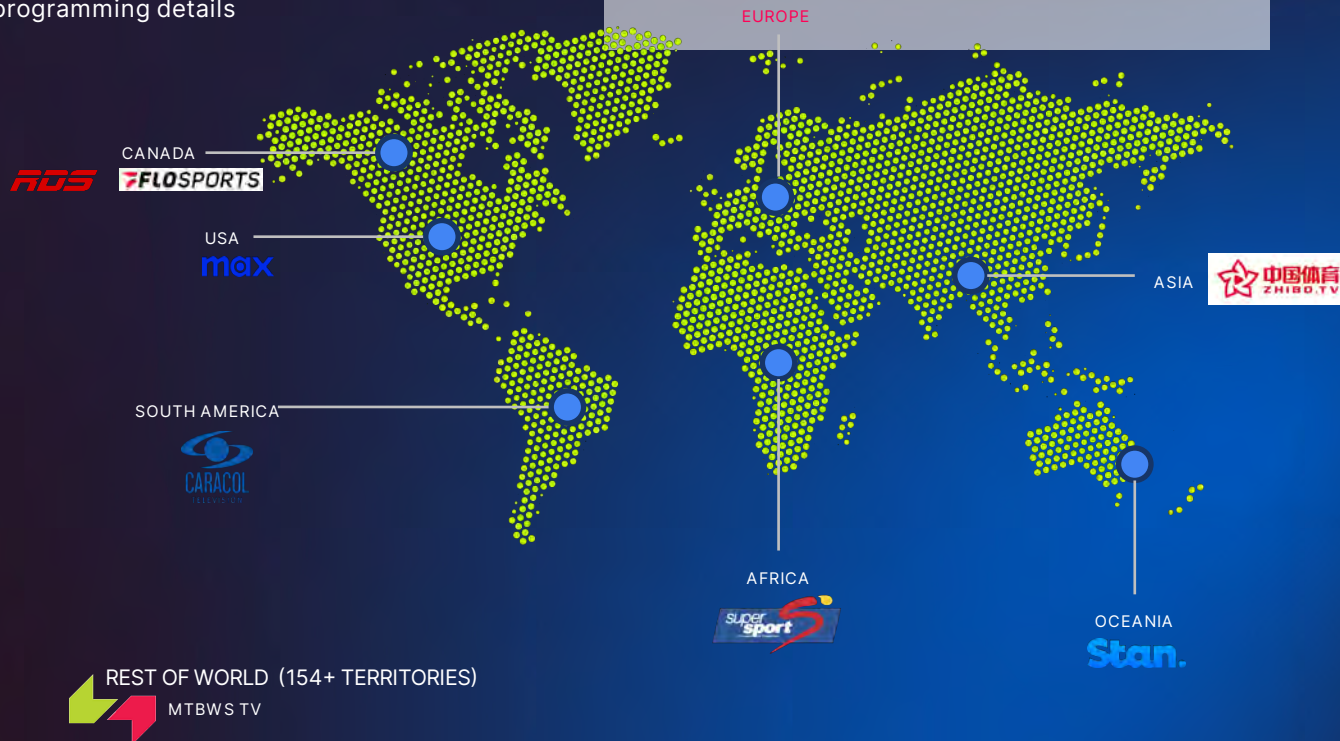 programming details
EUROPE
CANADA
RDS
FLOSPORTS
USA
max
ASIA
中国体育
ZHIBO.TV
SOUTH AMERICA
CARACOL
TELEVISIÓN
AFRICA
super
sport
OCEANIA
Stan.
REST OF WORLD (154+ TERRITORIES)
MTBWS TV